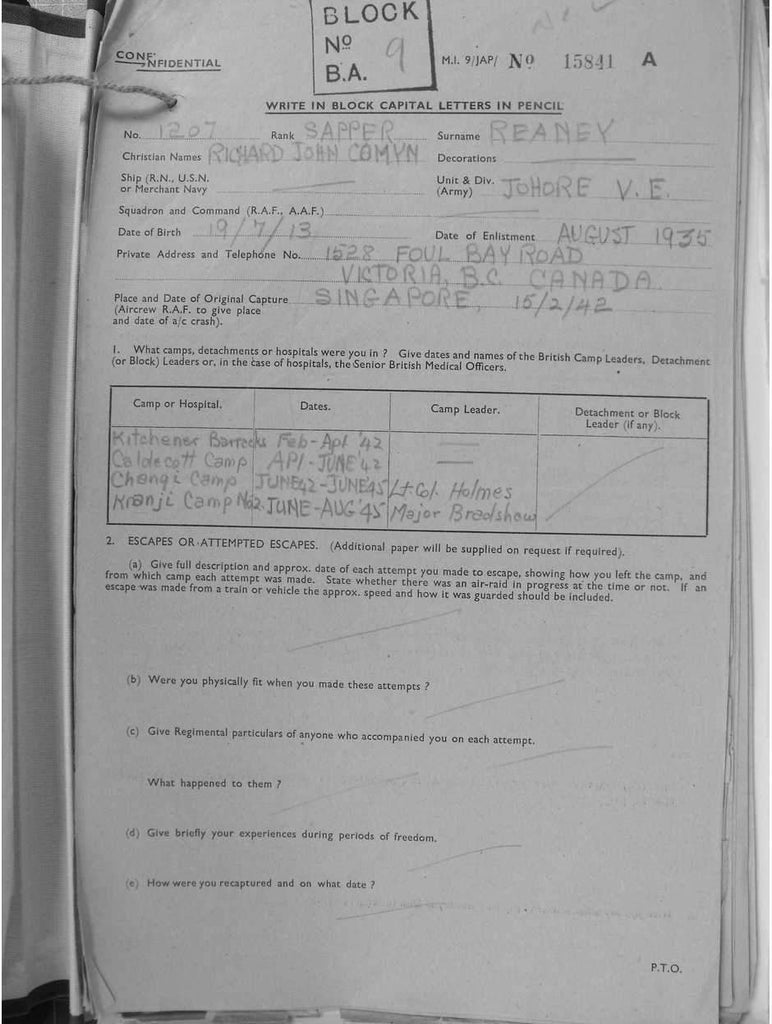 BLOCK
No 9
B.A.
CONFNFIDENTIAL
M.I. 9/JAP/ No 15841 A
WRITE IN BLOCK CAPITAL LETTERS IN PENCIL
No. 1207 Rank SAPPER Surname REANEY
Christian Names RICHARD JOHN COMYN Decorations
Ship (R.N., U.S.N. or Merchant Navy
Unit & Div. (Army) JOHORE V.E.
Squadron and Command (R.A.F., A.A.F.)
Date of Birth 19/7/13 Date of Enlistment AUGUST 1935
Private Address and Telephone No. 1528 FOUL BAY ROAD
VICTORIA, B.C. CANADA.
Place and Date of Original Capture SINGAPORE, 15/2/42
(Aircrew R.A.F. to give place
and date of a/c crash).
1. What camps, detachments or hospitals were you in ? Give dates and names of the British Camp Leaders, Detachment
(or Block) Leaders or, in the case of hospitals, the Senior British Medical Officers.
Camp or Hospital. Dates. Camp Leader. Detachment or Block
Leader (if any).
Kitchener Barracks Feb-Apl '42
Caldecott Camp APl-JUNE '42
Changi Camp JUNE 42-JUNE 45 Lt Col. Holmes
Kranji Camp No2. JUNE-AUG '45 Major Bradshaw
2. ESCAPES OR ATTEMPTED ESCAPES. (Additional paper will be supplied on request if required).
(a) Give full description and approx. date of each attempt you made to escape, showing how you left the camp, and
from which camp each attempt was made. State whether there was an air-raid in progress at the time or not. If an
escape was made from a train or vehicle the approx. speed and how it was guarded should be included.
(b) Were you physically fit when you made these attempts ?
(c) Give Regimental particulars of anyone who accompanied you on each attempt.
What happened to them ?
(d) Give briefly your experiences during periods of freedom.
(e) How were you recaptured and on what date ?
P.T.O.